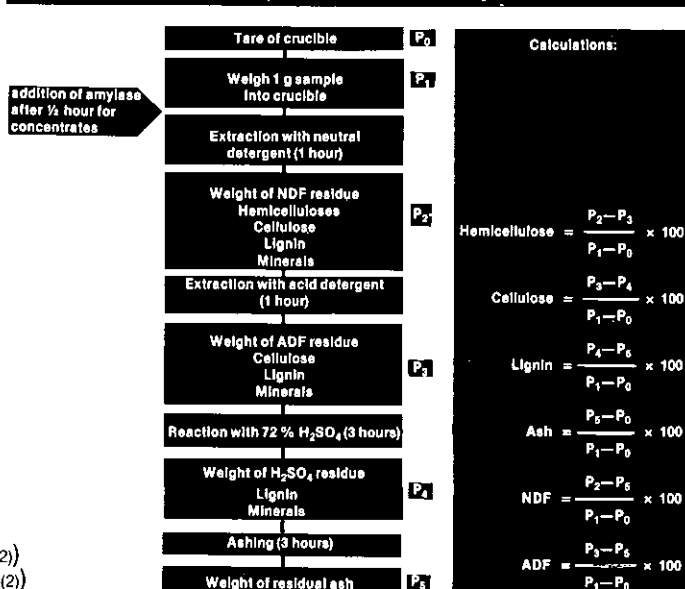 Tare of crucible P₀
Weigh 1 g sample
into crucible P₁
addition of amylase
after ½ hour for
concentrates
Extraction with neutral
detergent (1 hour)
Weight of NDF residue
Hemicelluloses
Cellulose
Lignin
Minerals
P₂
Extraction with acid detergent
(1 hour)
Weight of ADF residue
Cellulose
Lignin
Minerals
P₃
Reaction with 72 % H₂SO₄ (3 hours)
Weight of H₂SO₄ residue
Lignin
Minerals
P₄
Ashing (3 hours)
Weight of residual ash P₅
2))
(2))
Calculations:
Hemicellulose = P₂—P₃ / P₁—P₀ × 100
Cellulose = P₃—P₄ / P₁—P₀ × 100
Lignin = P₄—P₅ / P₁—P₀ × 100
Ash = P₅—P₀ / P₁—P₀ × 100
NDF = P₂—P₅ / P₁—P₀ × 100
ADF = P₃—P₅ / P₁—P₀ × 100